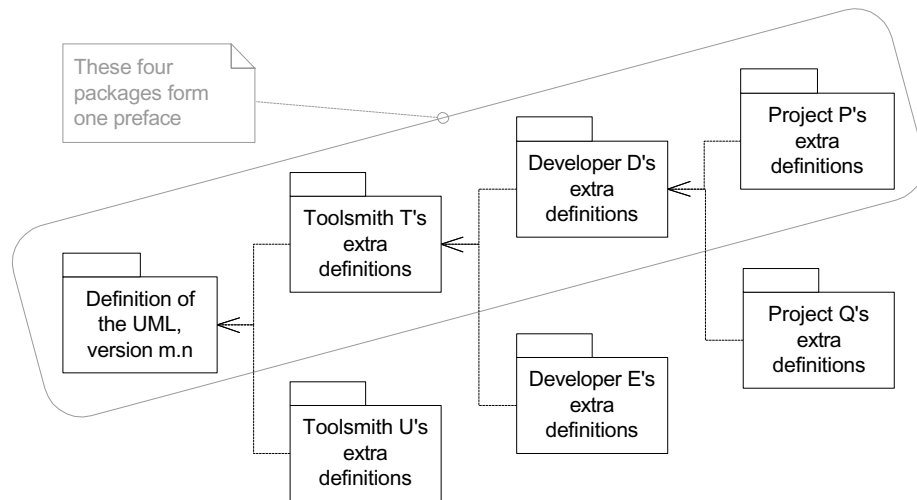 These four
packages form
one preface
Project P's
extra
definitions
Developer D's
extra
definitions
Toolsmith T's
extra
definitions
Definition of
the UML,
version m.n
Project Q's
extra
definitions
Developer E's
extra
definitions
Toolsmith U's
extra
definitions